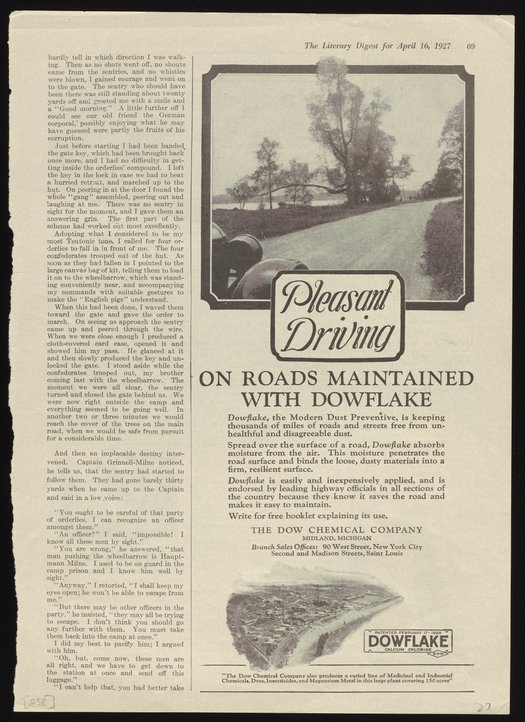 The Literary Digest for April 16, 1927 69
hardly tell in which direction I was walk-
ing. Then as no shots went off, no shouts
came from the sentries, and no whistles
were blown, I gained courage and went on
to the gate. The sentry who should have
been there was still standing about twenty
yards off and greeted me with a smile and
a "Good morning." A little further off I
could see our old friend the German
corporal, possibly enjoying what he may
have guessed were partly the fruits of his
corruption.
Just before starting I had been handed
the gate key, which had been brought back
once more, and I had no difficulty in get-
ting inside the orderlies' compound. I left
the key in the lock in case we had to beat
a hurried retreat, and marched up to the
hut. On peering in at the door I found the
whole "gang" assembled, peering out and
laughing at me. There was no sentry in
sight for the moment, and I gave them an
answering grin. The first part of the
scheme had worked out most excellently.
Adopting what I considered to be my
most Teutonic tone, I called for four or-
derlies to fall in in front of me. The four
confederates trooped out of the hut. As
soon as they had fallen in I pointed to the
large canvas bag of kit, telling them to load
it on to the wheelbarrow, which was stand-
ing conveniently near, and accompanying
my commands with suitable gestures to
make the "English pigs" understand.
When this had been done, I waved them
toward the gate and gave the order to
march. On seeing us approach the sentry
came up and peered through the wire.
When we were close enough I produced a
cloth-covered card case, opened it and
showed him my pass. He glanced at it
and then slowly produced the key and un-
locked the gate. I stood aside while the
confederates trooped out, my brother
coming last with the wheelbarrow. The
moment we were all clear, the sentry
turned and closed the gate behind us. We
were now right outside the camp and
everything seemed to be going well. In
another two or three minutes we would
reach the cover of the trees on the main
road, when we would be safe from pursuit
for a considerable time.
And then an implacable destiny inter-
vened. Captain Grinnell-Milne noticed,
he tells us, that the sentry had started to
follow them. They had gone barely thirty
yards when he came up to the Captain
and said in a low voice:
"You ought to be careful of that party
of orderlies, I can recognize an officer
amongst them."
"An officer?" I said, "impossible! I
know all these men by sight."
"You are wrong," he answered, "that
man pushing the wheelbarrow is Haupt-
mann Milne. I used to be on guard in the
camp prison and I know him well by
sight."
"Anyway," I retorted, "I shall keep my
eyes open; he won't be able to escape from
me."
"But there may be other officers in the
party," he insisted, "they may all be trying
to escape. I don't think you should go
any further with them. You must take
them back into the camp at once."
I did my best to pacify him; I argued
with him.
"Oh, but, come now, these men are
all right, and we have to get down to
the station at once and send off this
luggage."
"I can't help that, you had better take
Pleasant
Driving
ON ROADS MAINTAINED
WITH DOWFLAKE
Dowflake, the Modern Dust Preventive, is keeping
thousands of miles of roads and streets free from un-
healthful and disagreeable dust.
Spread over the surface of a road, Dowflake absorbs
moisture from the air. This moisture penetrates the
road surface and binds the loose, dusty materials into a
firm, resilient surface.
Dowflake is easily and inexpensively applied, and is
endorsed by leading highway officials in all sections of
the country because they know it saves the road and
makes it easy to maintain.
Write for free booklet explaining its use.
THE DOW CHEMICAL COMPANY
MIDLAND, MICHIGAN
Branch Sales Offices: 90 West Street, New York City
Second and Madison Streets, Saint Louis
DOWFLAKE
CALCIUM CHLORIDE
"The Dow Chemical Company also produces a varied line of Medicinal and Industrial
Chemicals, Dyes, Insecticides, and Magnesium Metal in this large plant covering 150 acres"
[258]
27